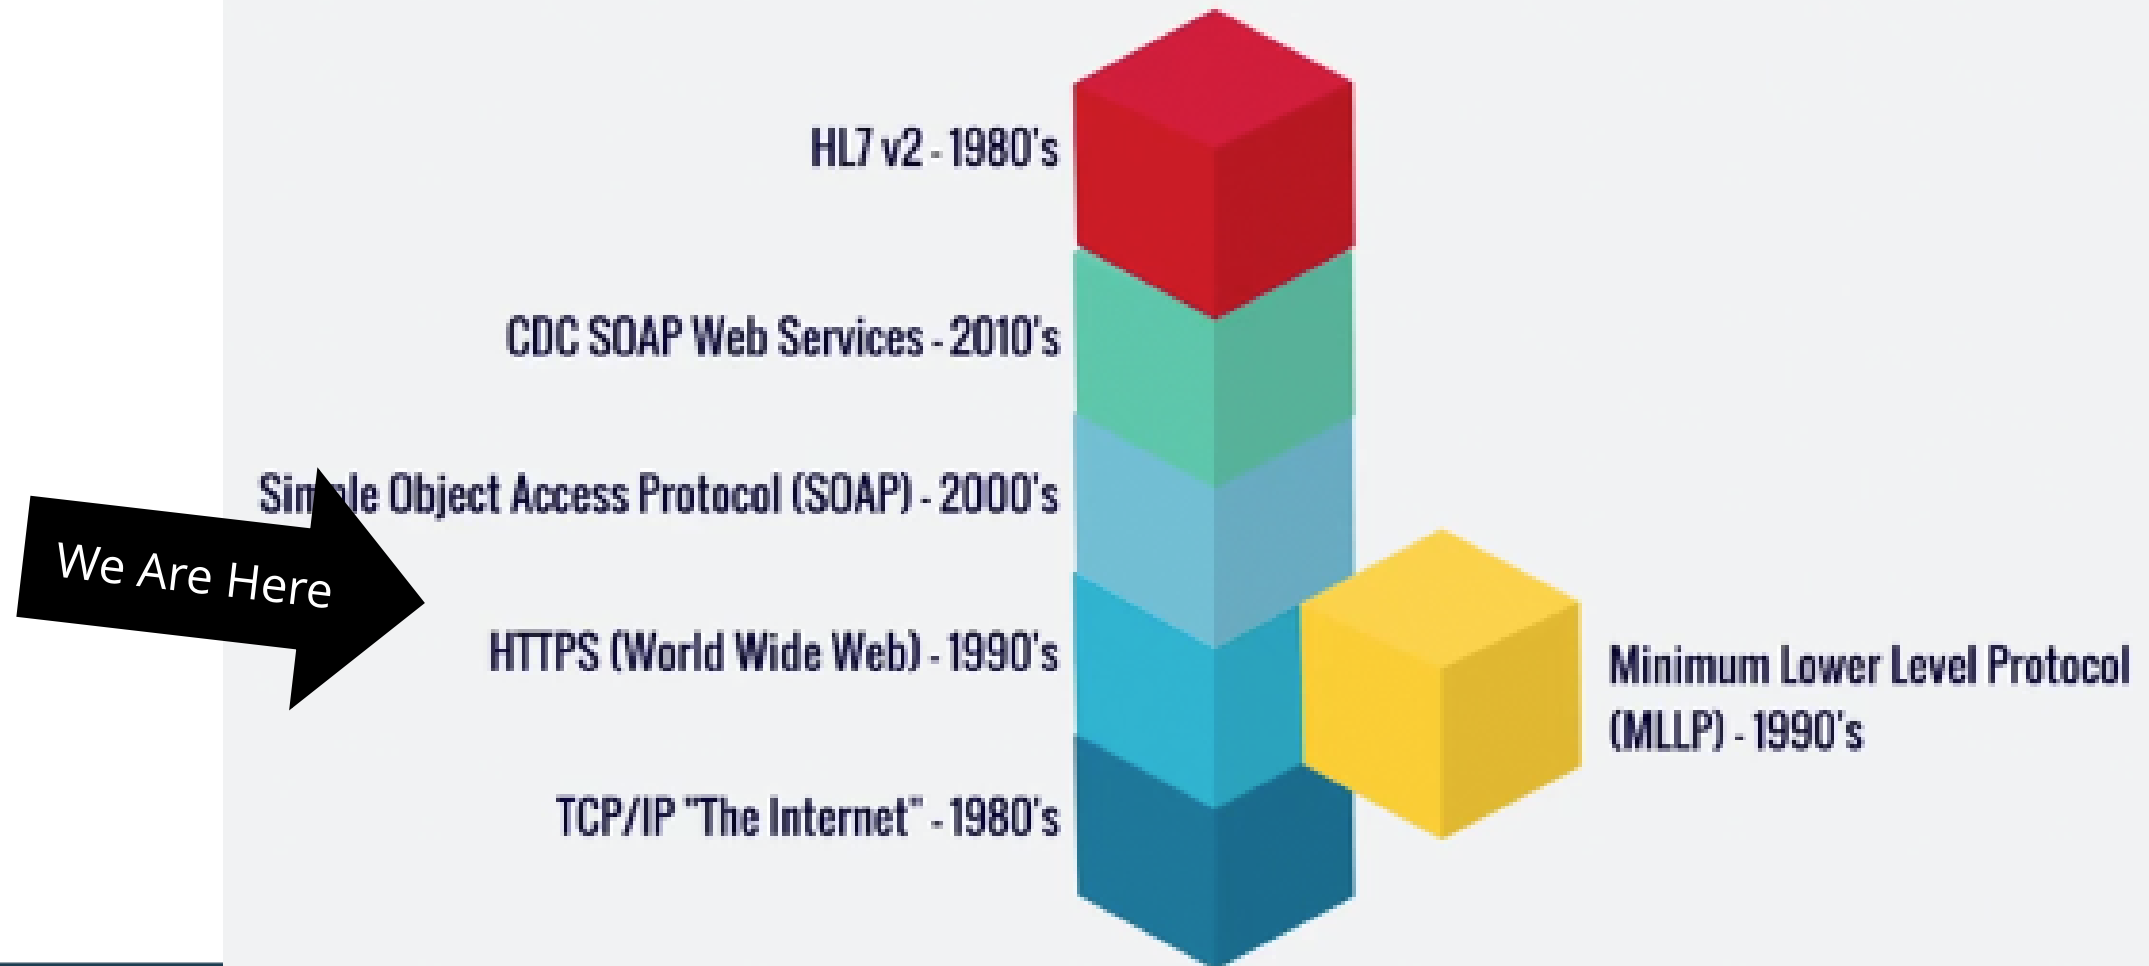 HL7 v2 - 1980's
CDC SOAP Web Services - 2010's
Simple Object Access Protocol (SOAP) - 2000's
We Are Here
HTTPS (World Wide Web) - 1990's
Minimum Lower Level Protocol
(MLLP) - 1990's
TCP/IP "The Internet" - 1980's